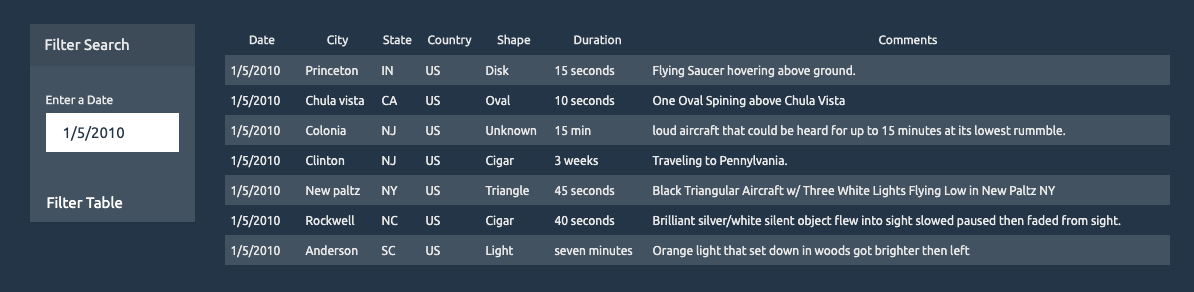 Filter Search
Enter a Date
1/5/2010
Filter Table
Date City State Country Shape Duration Comments
1/5/2010 Princeton IN US Disk 15 seconds Flying Saucer hovering above ground.
1/5/2010 Chula vista CA US Oval 10 seconds One Oval Spining above Chula Vista
1/5/2010 Colonia NJ US Unknown 15 min loud aircraft that could be heard for up to 15 minutes at its lowest rummble.
1/5/2010 Clinton NJ US Cigar 3 weeks Traveling to Pennylvania.
1/5/2010 New paltz NY US Triangle 45 seconds Black Triangular Aircraft w/ Three White Lights Flying Low in New Paltz NY
1/5/2010 Rockwell NC US Cigar 40 seconds Brilliant silver/white silent object flew into sight slowed paused then faded from sight.
1/5/2010 Anderson SC US Light seven minutes Orange light that set down in woods got brighter then left